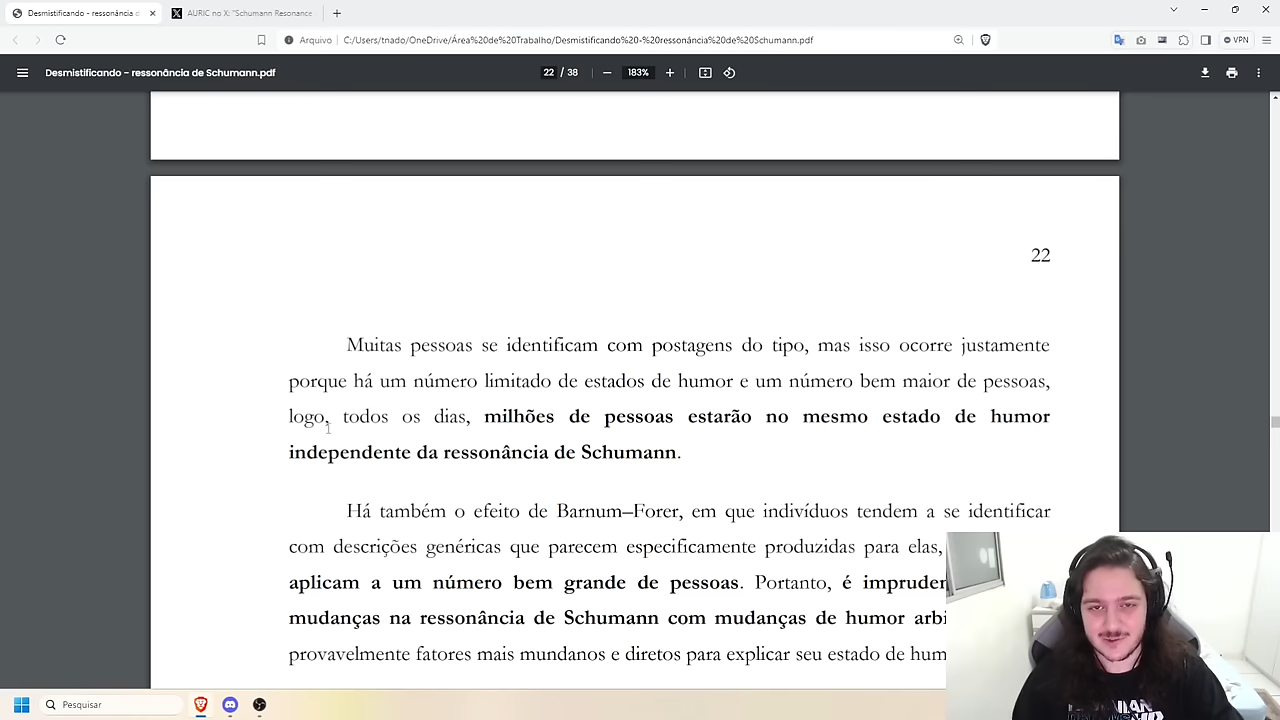 Desmistificando - ressonância d
AURIC no X: "Schumann Resonance
Arquivo
C:/Users/tnado/OneDrive/Área%20de%20Trabalho/Desmistificando%20-%20ressonância%20de%20Schumann.pdf
VPN
Desmistificando - ressonância de Schumann.pdf
22 / 38
183%
22
Muitas pessoas se identificam com postagens do tipo, mas isso ocorre justamente
porque há um número limitado de estados de humor e um número bem maior de pessoas,
logo, todos os dias, milhões de pessoas estarão no mesmo estado de humor
independente da ressonância de Schumann.
Há também o efeito de Barnum–Forer, em que indivíduos tendem a se identificar
com descrições genéricas que parecem especificamente produzidas para elas,
aplicam a um número bem grande de pessoas. Portanto, é
mudanças na ressonância de Schumann com mudanças de humor
provavelmente fatores mais mundanos e diretos para explicar seu estado de
Pesquisar